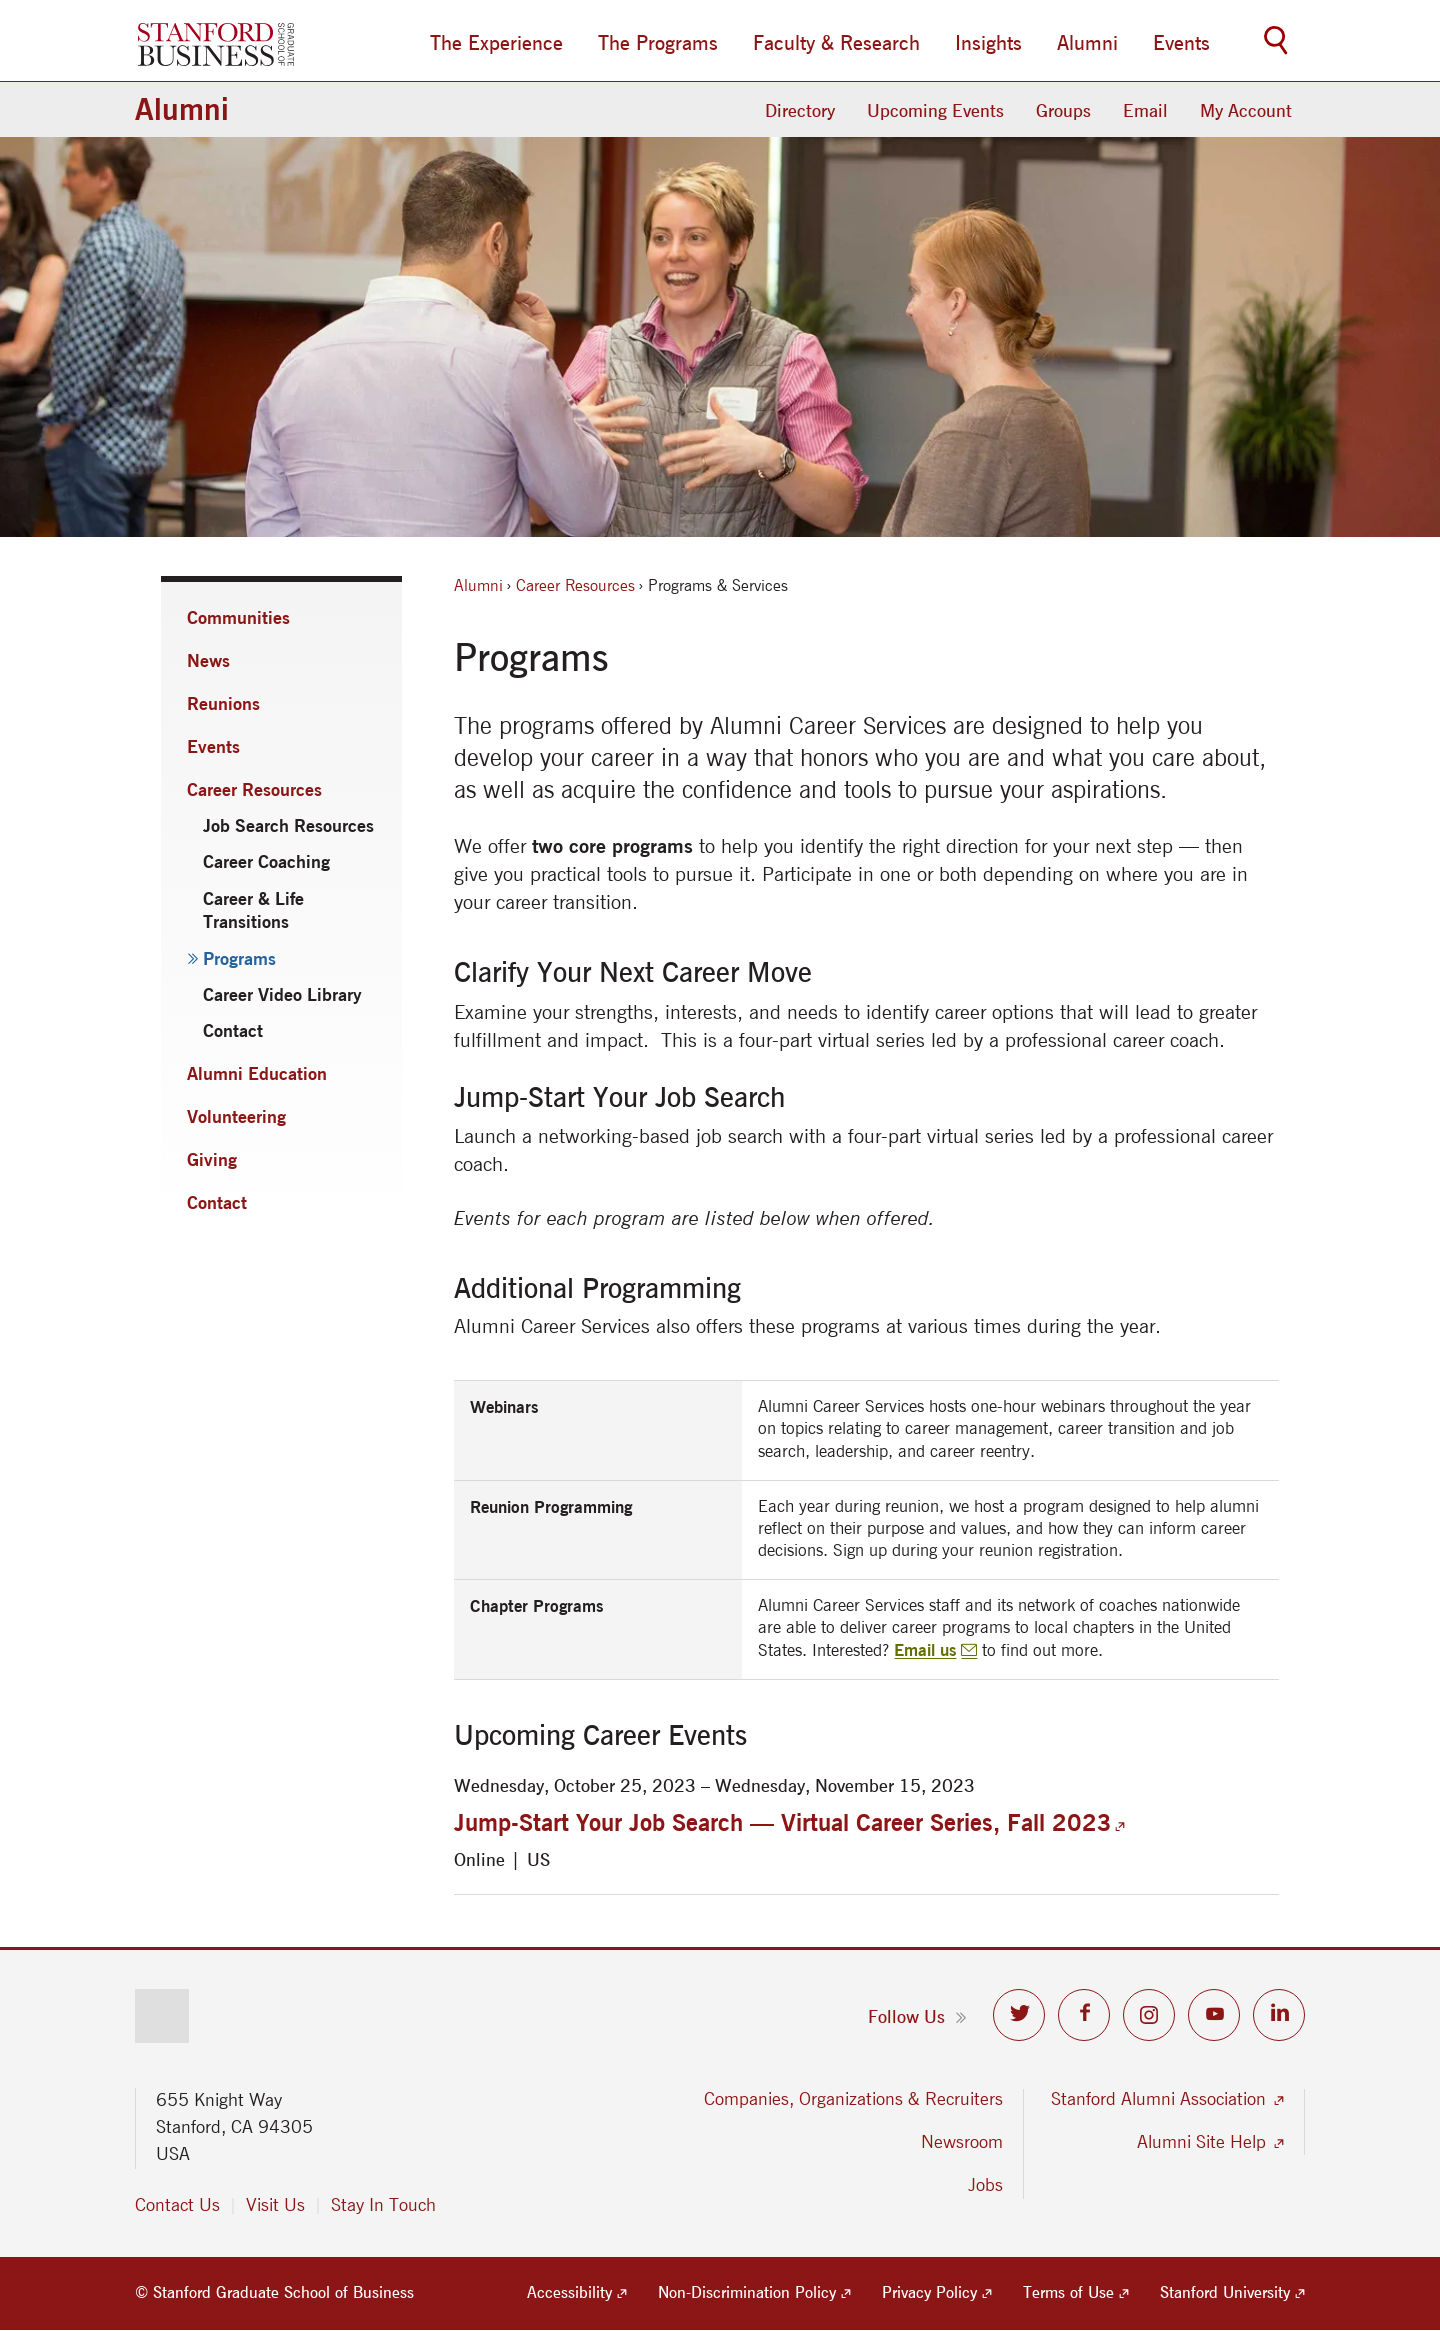 STANFORD
BUSINESS
GRADUATE
SCHOOL OF
The Experience
The Programs
Faculty & Research
Insights
Alumni
Events
Alumni
Directory
Upcoming Events
Groups
Email
My Account
Communities
News
Reunions
Events
Career Resources
Job Search Resources
Career Coaching
Career & Life
Transitions
» Programs
Career Video Library
Contact
Alumni Education
Volunteering
Giving
Contact
Alumni › Career Resources › Programs & Services
Programs
The programs offered by Alumni Career Services are designed to help you
develop your career in a way that honors who you are and what you care about,
as well as acquire the confidence and tools to pursue your aspirations.
We offer two core programs to help you identify the right direction for your next step — then
give you practical tools to pursue it. Participate in one or both depending on where you are in
your career transition.
Clarify Your Next Career Move
Examine your strengths, interests, and needs to identify career options that will lead to greater
fulfillment and impact. This is a four-part virtual series led by a professional career coach.
Jump-Start Your Job Search
Launch a networking-based job search with a four-part virtual series led by a professional career
coach.
Events for each program are listed below when offered.
Additional Programming
Alumni Career Services also offers these programs at various times during the year.
Webinars
Alumni Career Services hosts one-hour webinars throughout the year
on topics relating to career management, career transition and job
search, leadership, and career reentry.
Reunion Programming
Each year during reunion, we host a program designed to help alumni
reflect on their purpose and values, and how they can inform career
decisions. Sign up during your reunion registration.
Chapter Programs
Alumni Career Services staff and its network of coaches nationwide
are able to deliver career programs to local chapters in the United
States. Interested? Email us to find out more.
Upcoming Career Events
Wednesday, October 25, 2023 – Wednesday, November 15, 2023
Jump-Start Your Job Search — Virtual Career Series, Fall 2023
Online | US
Follow Us »
655 Knight Way
Stanford, CA 94305
USA
Contact Us | Visit Us | Stay In Touch
Companies, Organizations & Recruiters
Newsroom
Jobs
Stanford Alumni Association
Alumni Site Help
© Stanford Graduate School of Business
Accessibility
Non-Discrimination Policy
Privacy Policy
Terms of Use
Stanford University